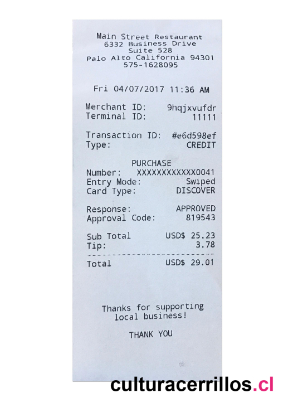 Main Street Restaurant
6332 Business Drive
Suite 528
Palo Alto California 94301
575-1628095
Fri 04/07/2017 11:36 AM
Merchant ID: 9hqjxvufdr
Terminal ID: 11111
Transaction ID: #e6d598ef
Type: CREDIT
PURCHASE
Number: XXXXXXXXXXXX0041
Entry Mode: Swiped
Card Type: DISCOVER
Response: APPROVED
Approval Code: 819543
Sub Total USD$ 25.23
Tip: 3.78
Total USD$ 29.01
Thanks for supporting
local business!
THANK YOU
culturacerrillos.cl